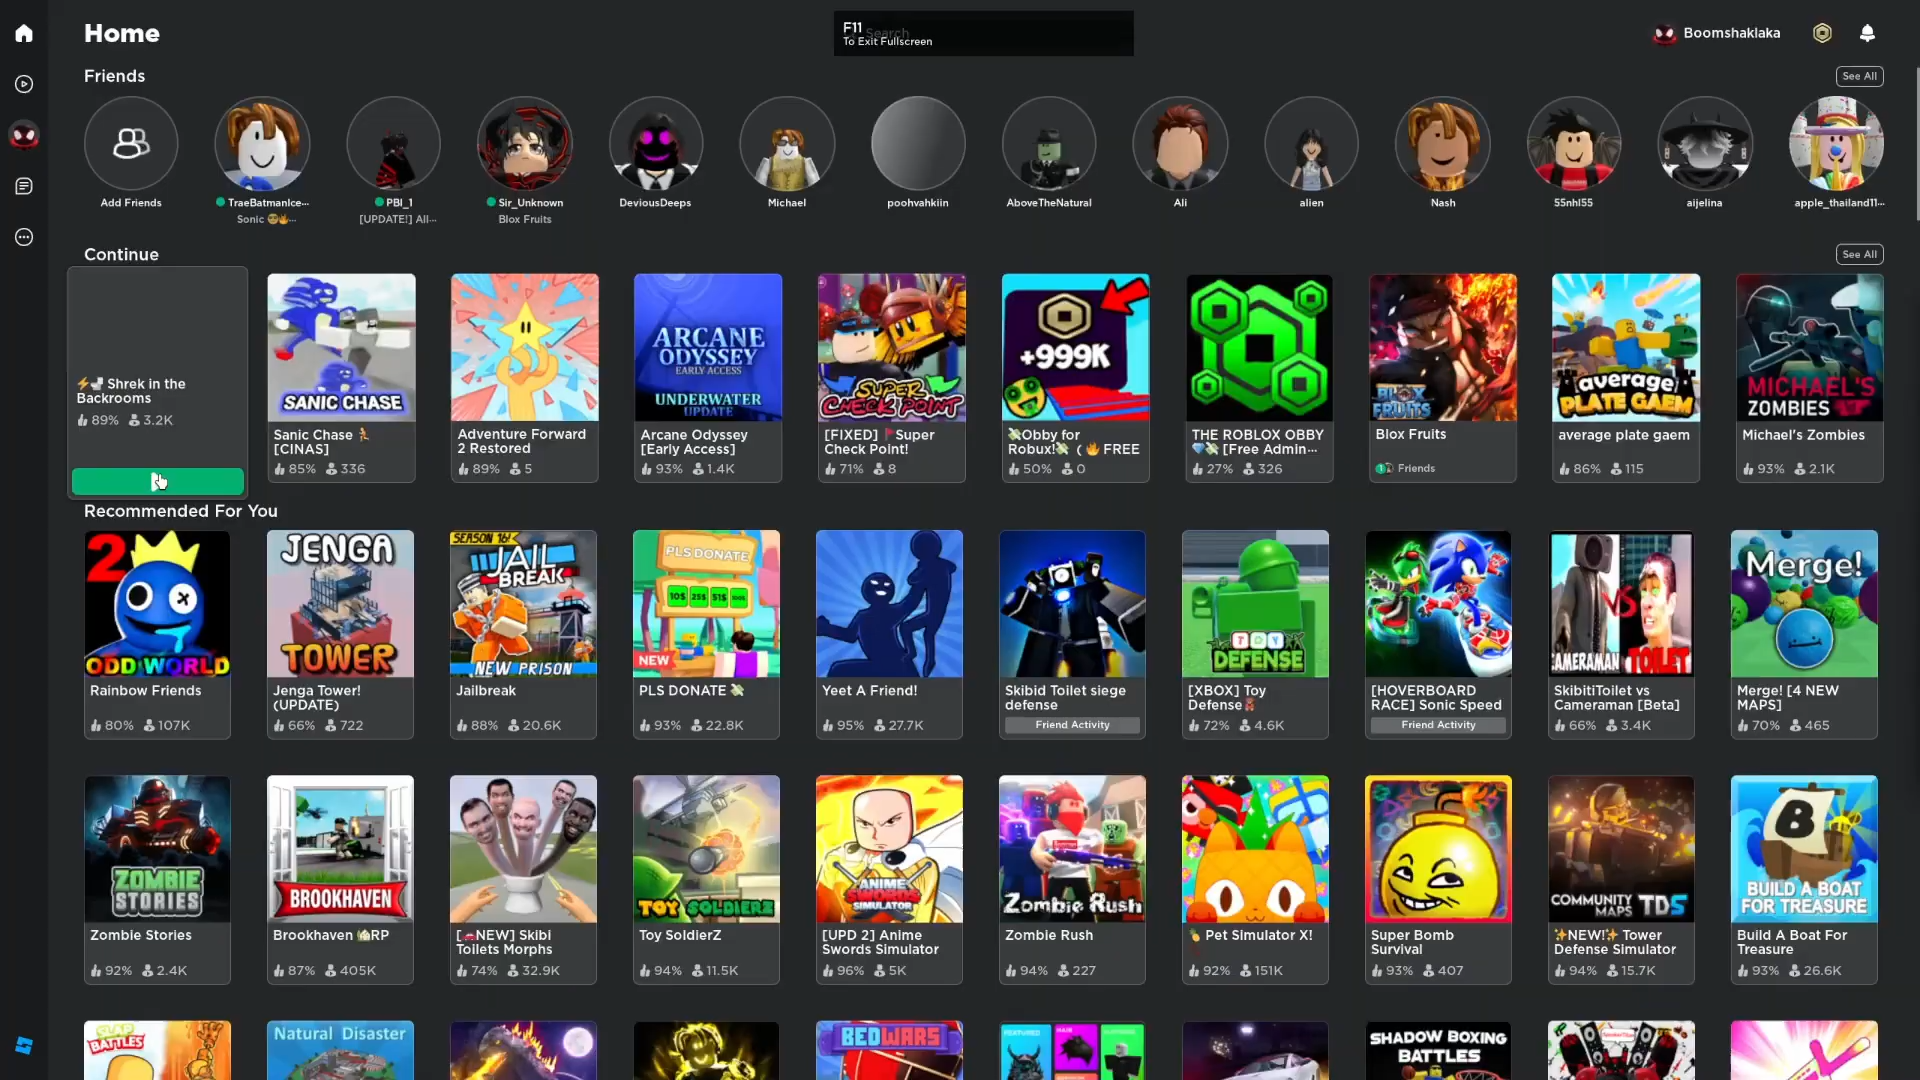 Home
F11
Search
To Exit Fullscreen
Boomshaklaka
Friends
See All
Add Friends
TraeBatmanIce...
Sonic 😎🔥...
PBI_1
[UPDATE!] All...
Sir_Unknown
Blox Fruits
DeviousDeeps
Michael
poohvahkiin
AboveTheNatural
Ali
alien
Nash
55nhl55
aijelina
apple_thailand11...
Continue
See All
⚡🚽 Shrek in the
Backrooms
89% 3.2K
SANIC CHASE
Sanic Chase 🏃
[CINAS]
85% 336
Adventure Forward
2 Restored
89% 5
ARCANE
ODYSSEY
EARLY ACCESS
UNDERWATER
UPDATE
Arcane Odyssey
[Early Access]
93% 1.4K
SUPER
CHECK POINT
[FIXED] 🚩Super
Check Point!
71% 8
+999K
💸Obby for
Robux!💸 ( 🔥 FREE
50% 0
THE ROBLOX OBBY
💎💸 [Free Admin...
27% 326
BLOX
FRUITS
Blox Fruits
1 Friends
average
PLATE GAEM
average plate gaem
86% 115
MICHAEL'S
ZOMBIES
Michael's Zombies
93% 2.1K
Recommended For You
2
ODD WORLD
Rainbow Friends
80% 107K
JENGA
TOWER
Jenga Tower!
(UPDATE)
66% 722
SEASON 16!
JAIL
BREAK
NEW PRISON
Jailbreak
88% 20.6K
PLS DONATE
10$ 25$ 51$
NEW
PLS DONATE 💸
93% 22.8K
Yeet A Friend!
95% 27.7K
Skibid Toilet siege
defense
Friend Activity
TOY
DEFENSE
[XBOX] Toy
Defense🧸
72% 4.6K
[HOVERBOARD
RACE] Sonic Speed
Friend Activity
VS
CAMERAMAN TOILET
SkibitiToilet vs
Cameraman [Beta]
66% 3.4K
Merge!
Merge! [4 NEW
MAPS]
70% 465
ZOMBIE
STORIES
Zombie Stories
92% 2.4K
BROOKHAVEN
Brookhaven 🏡RP
87% 405K
[🚗NEW] Skibi
Toilets Morphs
74% 32.9K
TOY SOLDIERZ
Toy SoldierZ
94% 11.5K
ANIME
SWORDS
SIMULATOR
[UPD 2] Anime
Swords Simulator
96% 5K
Zombie Rush
Zombie Rush
94% 227
🍍 Pet Simulator X!
92% 151K
Super Bomb
Survival
93% 407
COMMUNITY
MAPS TDS
✨NEW!✨ Tower
Defense Simulator
94% 15.7K
B
BUILD A BOAT
FOR TREASURE
Build A Boat For
Treasure
93% 26.6K
SLAP
BATTLES
Natural Disaster
BEDWARS
FEATURED
HAIR
SHADOW BOXING
BATTLES